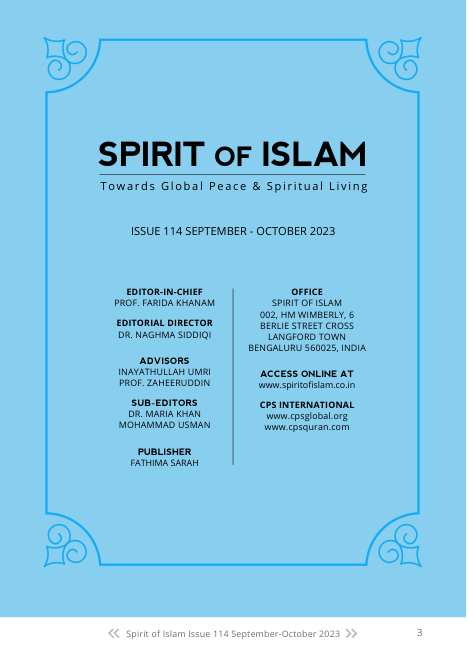 SPIRIT OF ISLAM
Towards Global Peace & Spiritual Living
ISSUE 114 SEPTEMBER - OCTOBER 2023
EDITOR-IN-CHIEF
PROF. FARIDA KHANAM
EDITORIAL DIRECTOR
DR. NAGHMA SIDDIQI
ADVISORS
INAYATHULLAH UMRI
PROF. ZAHEERUDDIN
SUB-EDITORS
DR. MARIA KHAN
MOHAMMAD USMAN
PUBLISHER
FATHIMA SARAH
OFFICE
SPIRIT OF ISLAM
002, HM WIMBERLY, 6
BERLIE STREET CROSS
LANGFORD TOWN
BENGALURU 560025, INDIA
ACCESS ONLINE AT
www.spiritofislam.co.in
CPS INTERNATIONAL
www.cpsglobal.org
www.cpsquran.com
Spirit of Islam Issue 114 September-October 2023
3